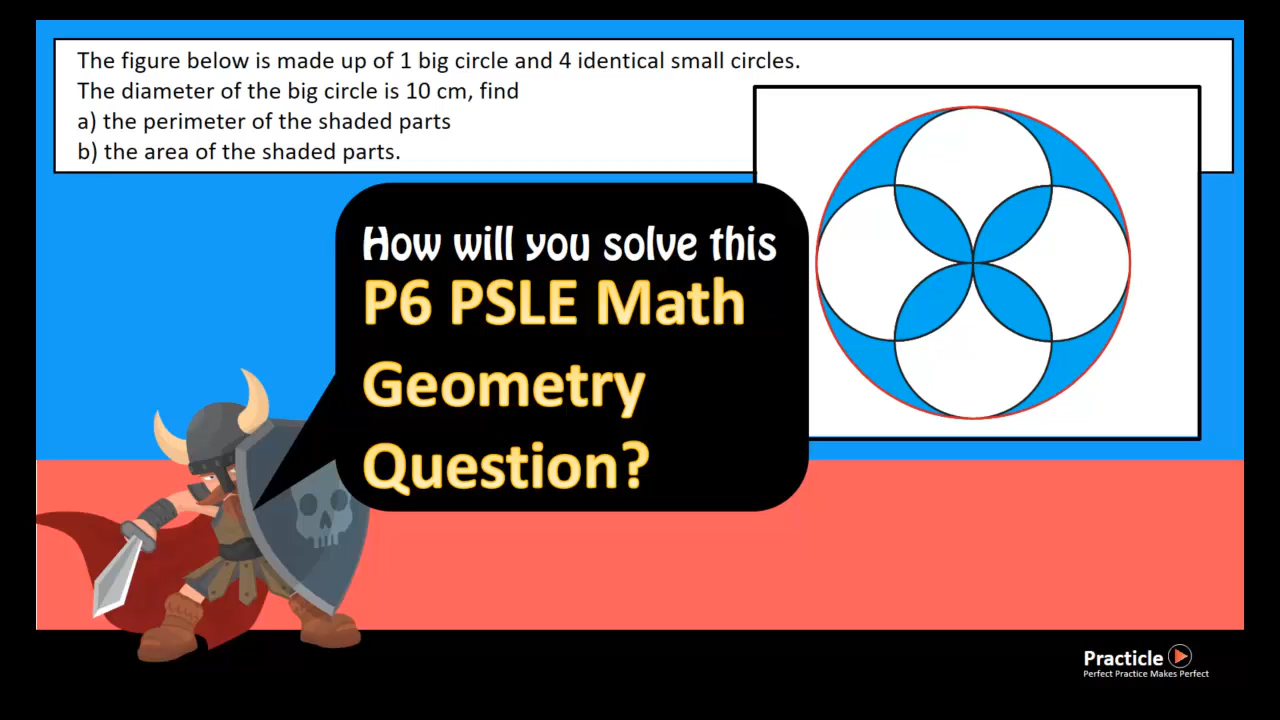 The figure below is made up of 1 big circle and 4 identical small circles.
The diameter of the big circle is 10 cm, find
a) the perimeter of the shaded parts
b) the area of the shaded parts.
How will you solve this
P6 PSLE Math
Geometry
Question?
Practicle
Perfect Practice Makes Perfect